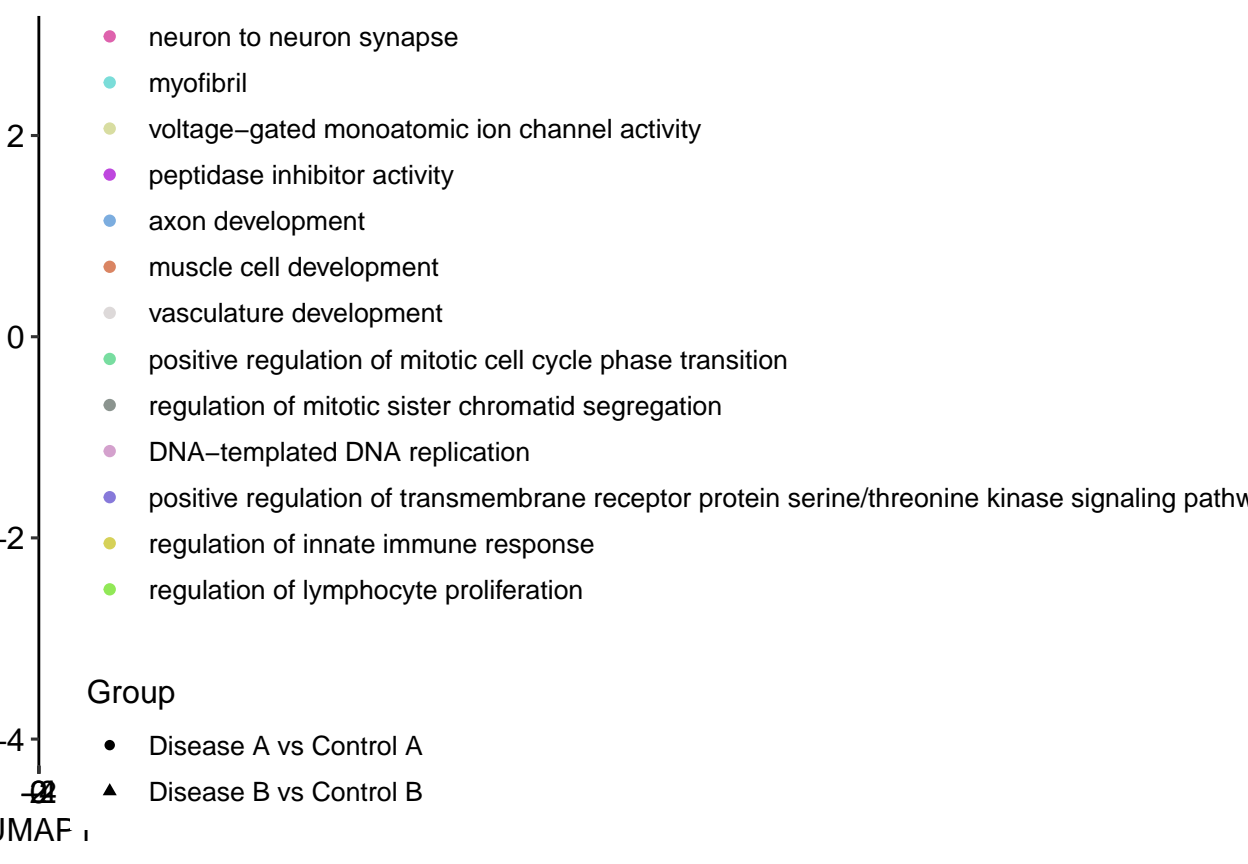 neuron to neuron synapse
myofibril
voltage−gated monoatomic ion channel activity
2
peptidase inhibitor activity
axon development
muscle cell development
vasculature development
0
positive regulation of mitotic cell cycle phase transition
regulation of mitotic sister chromatid segregation
DNA−templated DNA replication
positive regulation of transmembrane receptor protein serine/threonine kinase signaling
-2
regulation of innate immune response
regulation of lymphocyte proliferation
Group
-4
Disease A vs Control A
Disease B vs Control B